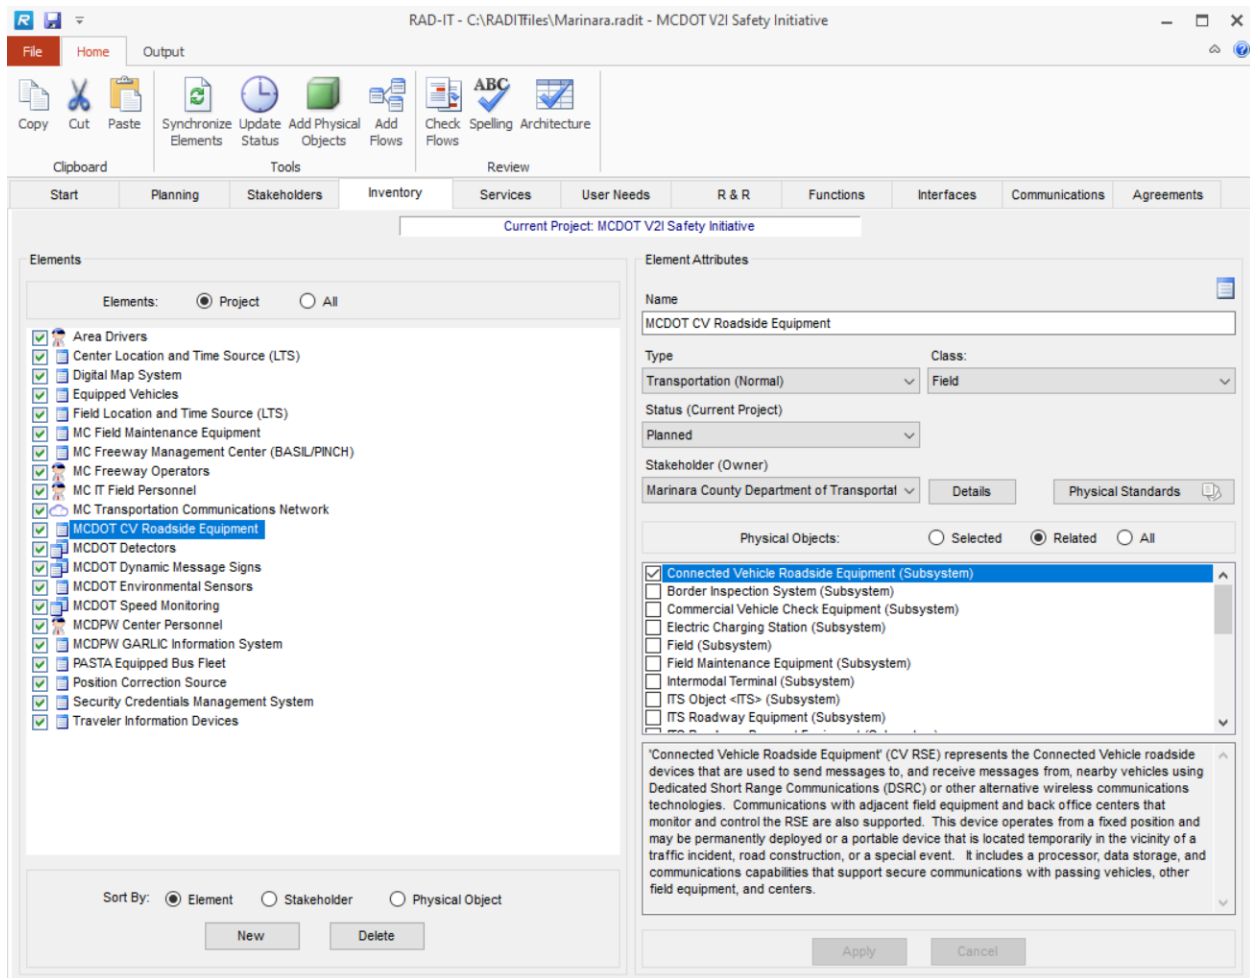 RAD-IT - C:\RADITfiles\Marinara.radit - MCDOT V2I Safety Initiative
File Home Output
Copy Cut Paste
Clipboard
Synchronize Elements
Update Status
Add Physical Objects
Add Flows
Tools
Check Flows
ABC
Spelling
Architecture
Review
Start Planning Stakeholders Inventory Services User Needs R & R Functions Interfaces Communications Agreements
Current Project: MCDOT V2I Safety Initiative
Elements
Elements: Project All
Area Drivers
Center Location and Time Source (LTS)
Digital Map System
Equipped Vehicles
Field Location and Time Source (LTS)
MC Field Maintenance Equipment
MC Freeway Management Center (BASIL/PINCH)
MC Freeway Operators
MC IT Field Personnel
MC Transportation Communications Network
MCDOT CV Roadside Equipment
MCDOT Detectors
MCDOT Dynamic Message Signs
MCDOT Environmental Sensors
MCDOT Speed Monitoring
MCDPW Center Personnel
MCDPW GARLIC Information System
PASTA Equipped Bus Fleet
Position Correction Source
Security Credentials Management System
Traveler Information Devices
Sort By: Element Stakeholder Physical Object
New Delete
Element Attributes
Name
MCDOT CV Roadside Equipment
Type Class:
Transportation (Normal) Field
Status (Current Project)
Planned
Stakeholder (Owner)
Marinara County Department of Transportat Details Physical Standards
Physical Objects: Selected Related All
Connected Vehicle Roadside Equipment (Subsystem)
Border Inspection System (Subsystem)
Commercial Vehicle Check Equipment (Subsystem)
Electric Charging Station (Subsystem)
Field (Subsystem)
Field Maintenance Equipment (Subsystem)
Intermodal Terminal (Subsystem)
ITS Object <ITS> (Subsystem)
ITS Roadway Equipment (Subsystem)
'Connected Vehicle Roadside Equipment' (CV RSE) represents the Connected Vehicle roadside
devices that are used to send messages to, and receive messages from, nearby vehicles using
Dedicated Short Range Communications (DSRC) or other alternative wireless communications
technologies. Communications with adjacent field equipment and back office centers that
monitor and control the RSE are also supported. This device operates from a fixed position and
may be permanently deployed or a portable device that is located temporarily in the vicinity of a
traffic incident, road construction, or a special event. It includes a processor, data storage, and
communications capabilities that support secure communications with passing vehicles, other
field equipment, and centers.
Apply Cancel